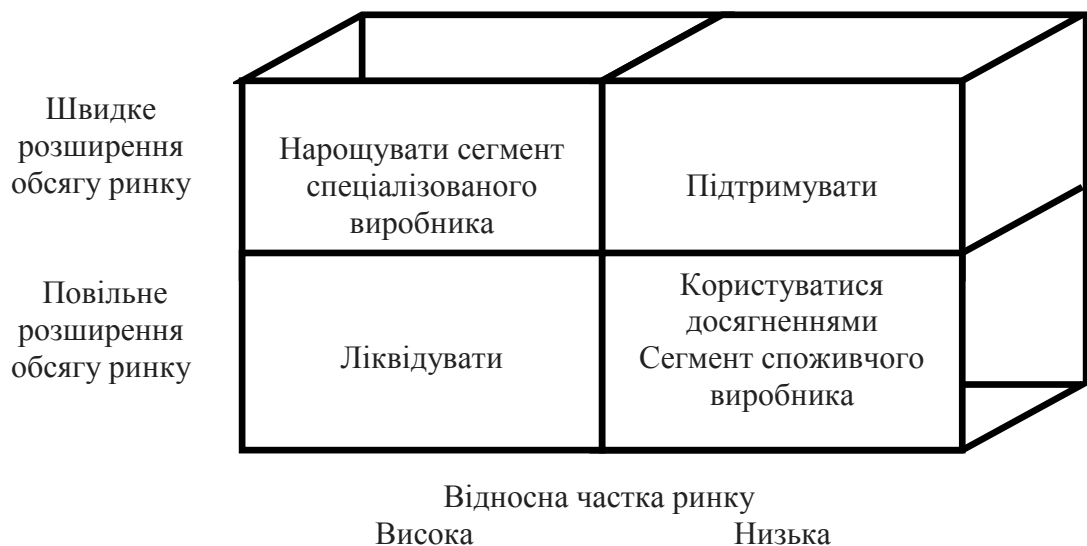 Швидке
розширення
обсягу ринку
Нарощувати сегмент
спеціалізованого
виробника
Підтримувати
Повільне
розширення
обсягу ринку
Ліквідувати
Користуватися
досягненнями
Сегмент споживчого
виробника
Відносна частка ринку
Висока Низька